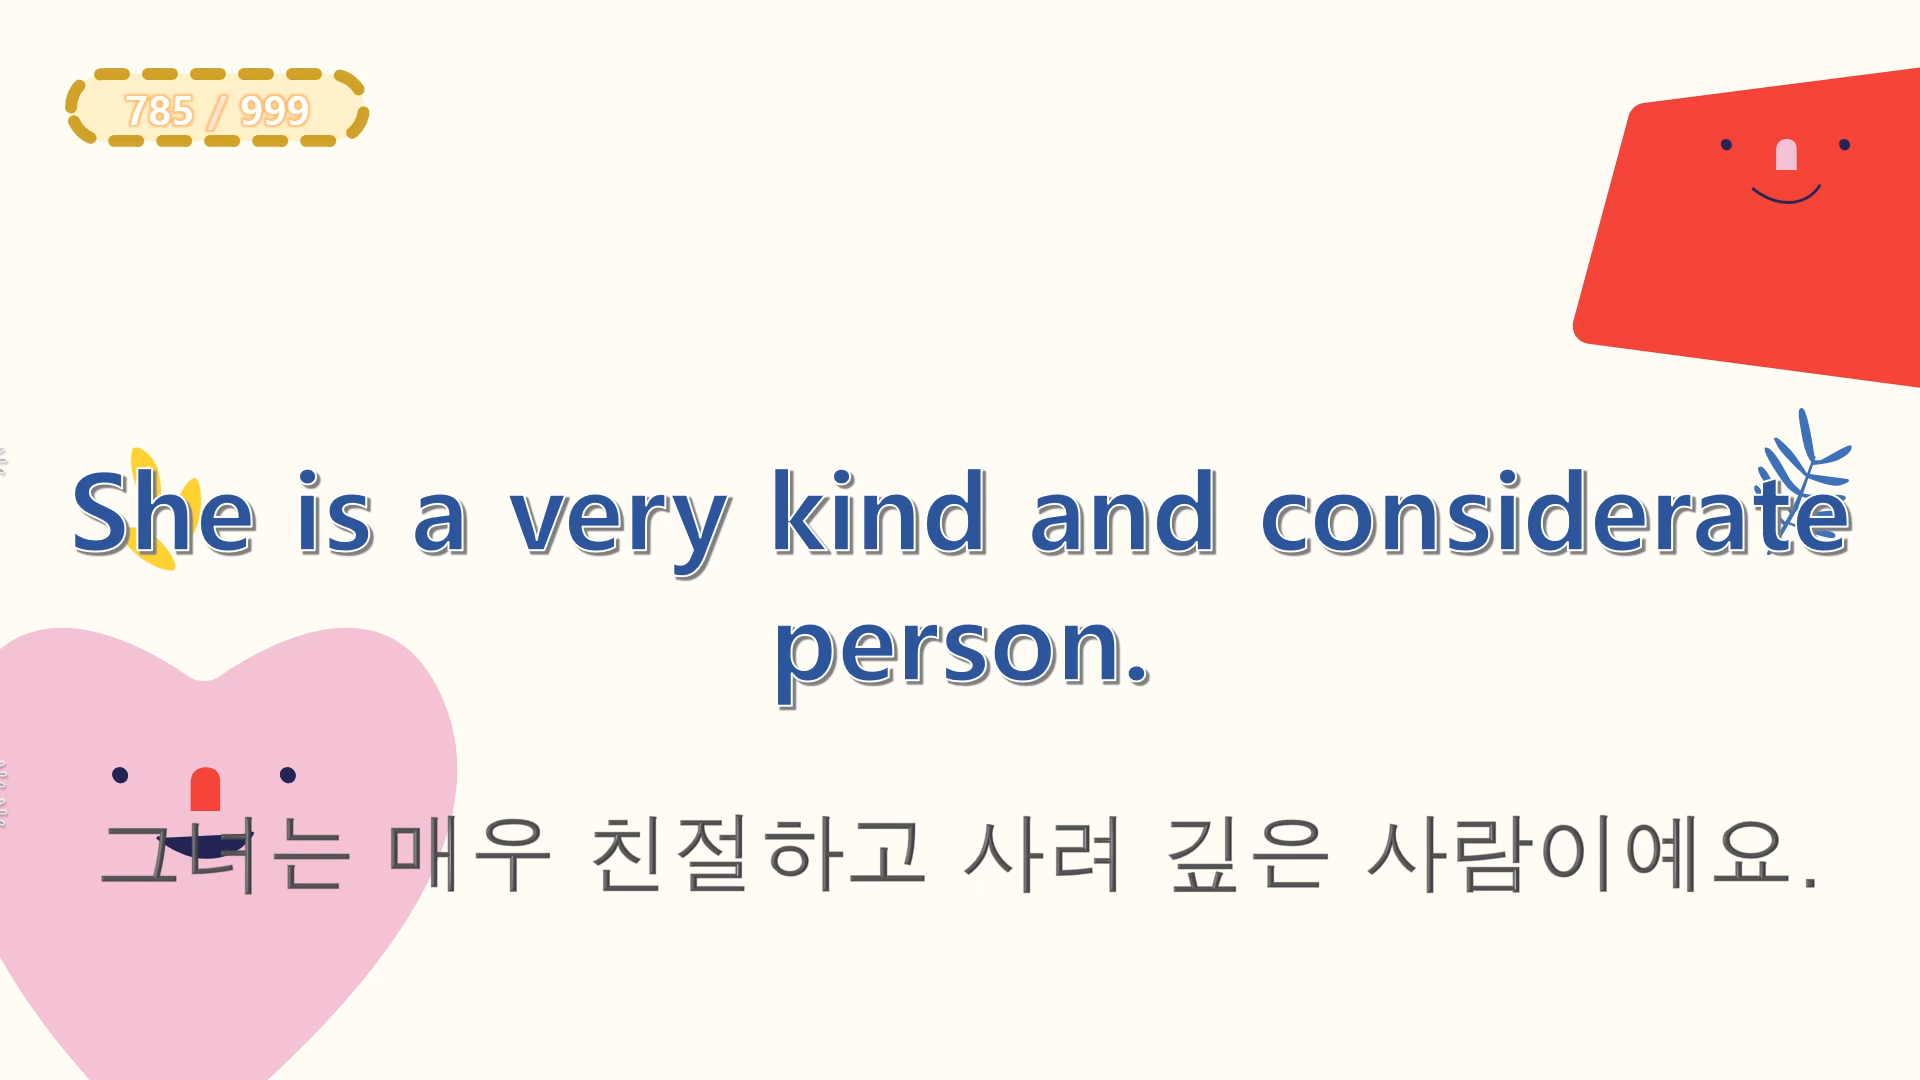 785 / 999
She is a very kind and considerate
person.
그녀는 매우 친절하고 사려 깊은 사람이예요.